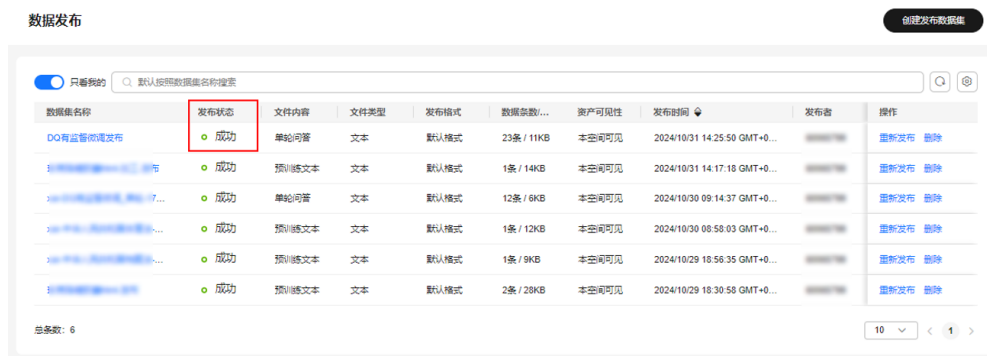 数据发布
创建发布数据集
只看我的 默认按照数据集名称搜索
数据集名称 发布状态 文件内容 文件类型 发布格式 数据条数/... 资产可见性 发布时间 发布者 操作
DQ有监督微调发布 成功 单轮问答 文本 默认格式 23条 / 11KB 本空间可见 2024/10/31 14:25:50 GMT+0... 重新发布 删除
成功 预训练文本 文本 默认格式 1条 / 14KB 本空间可见 2024/10/31 14:17:18 GMT+0... 重新发布 删除
成功 单轮问答 文本 默认格式 12条 / 6KB 本空间可见 2024/10/30 09:14:37 GMT+0... 重新发布 删除
成功 预训练文本 文本 默认格式 1条 / 12KB 本空间可见 2024/10/30 08:58:03 GMT+0... 重新发布 删除
成功 预训练文本 文本 默认格式 1条 / 9KB 本空间可见 2024/10/29 18:56:35 GMT+0... 重新发布 删除
成功 预训练文本 文本 默认格式 2条 / 28KB 本空间可见 2024/10/29 18:30:58 GMT+0... 重新发布 删除
总条数：6 10 1